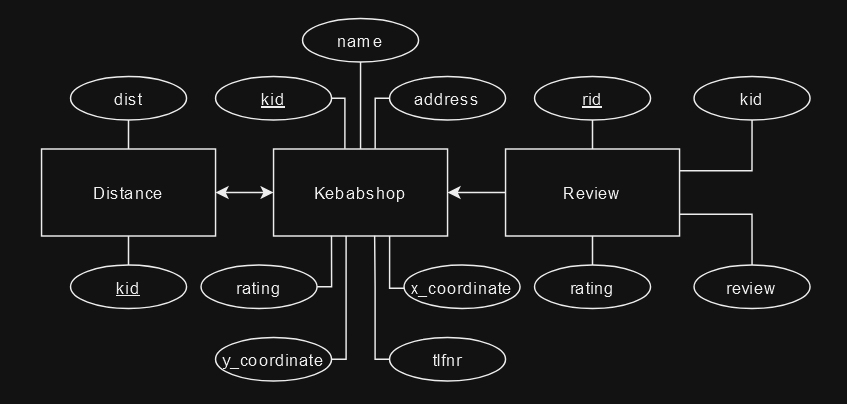 name
dist
kid
address
rid
kid
Distance
Kebabshop
Review
kid
rating
x_coordinate
rating
review
y_coordinate
tlfnr